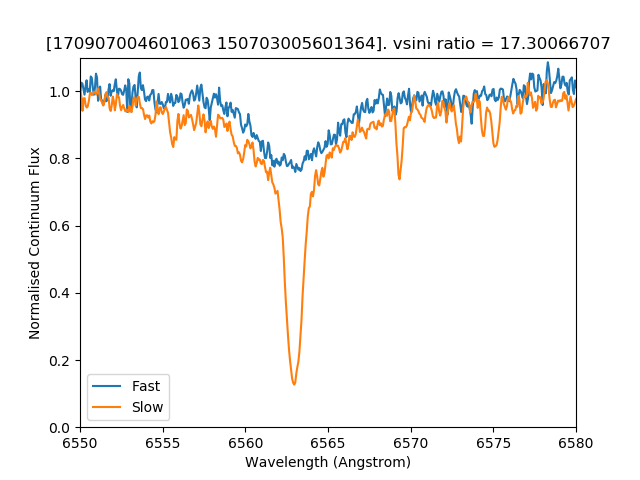 [170907004601063 150703005601364]. vsini ratio = 17.30066707
Normalised Continuum Flux
1.0
0.8
0.6
0.4
0.2
0.0
Fast
Slow
6550 6555 6560 6565 6570 6575 6580
Wavelength (Angstrom)